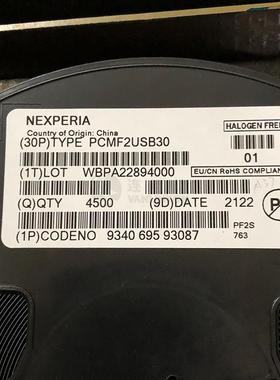 NEXPERIA
Country of Origin: China
HALOGEN FREE
(30P)TYPE PCMF2USB30
01
(1T)LOT WBPA22894000
EU/CN RoHS COMPLIANT
(Q)QTY 4500 (9D)DATE 2122
P
PF2S
(1P)CODENO 9340 695 93087
763